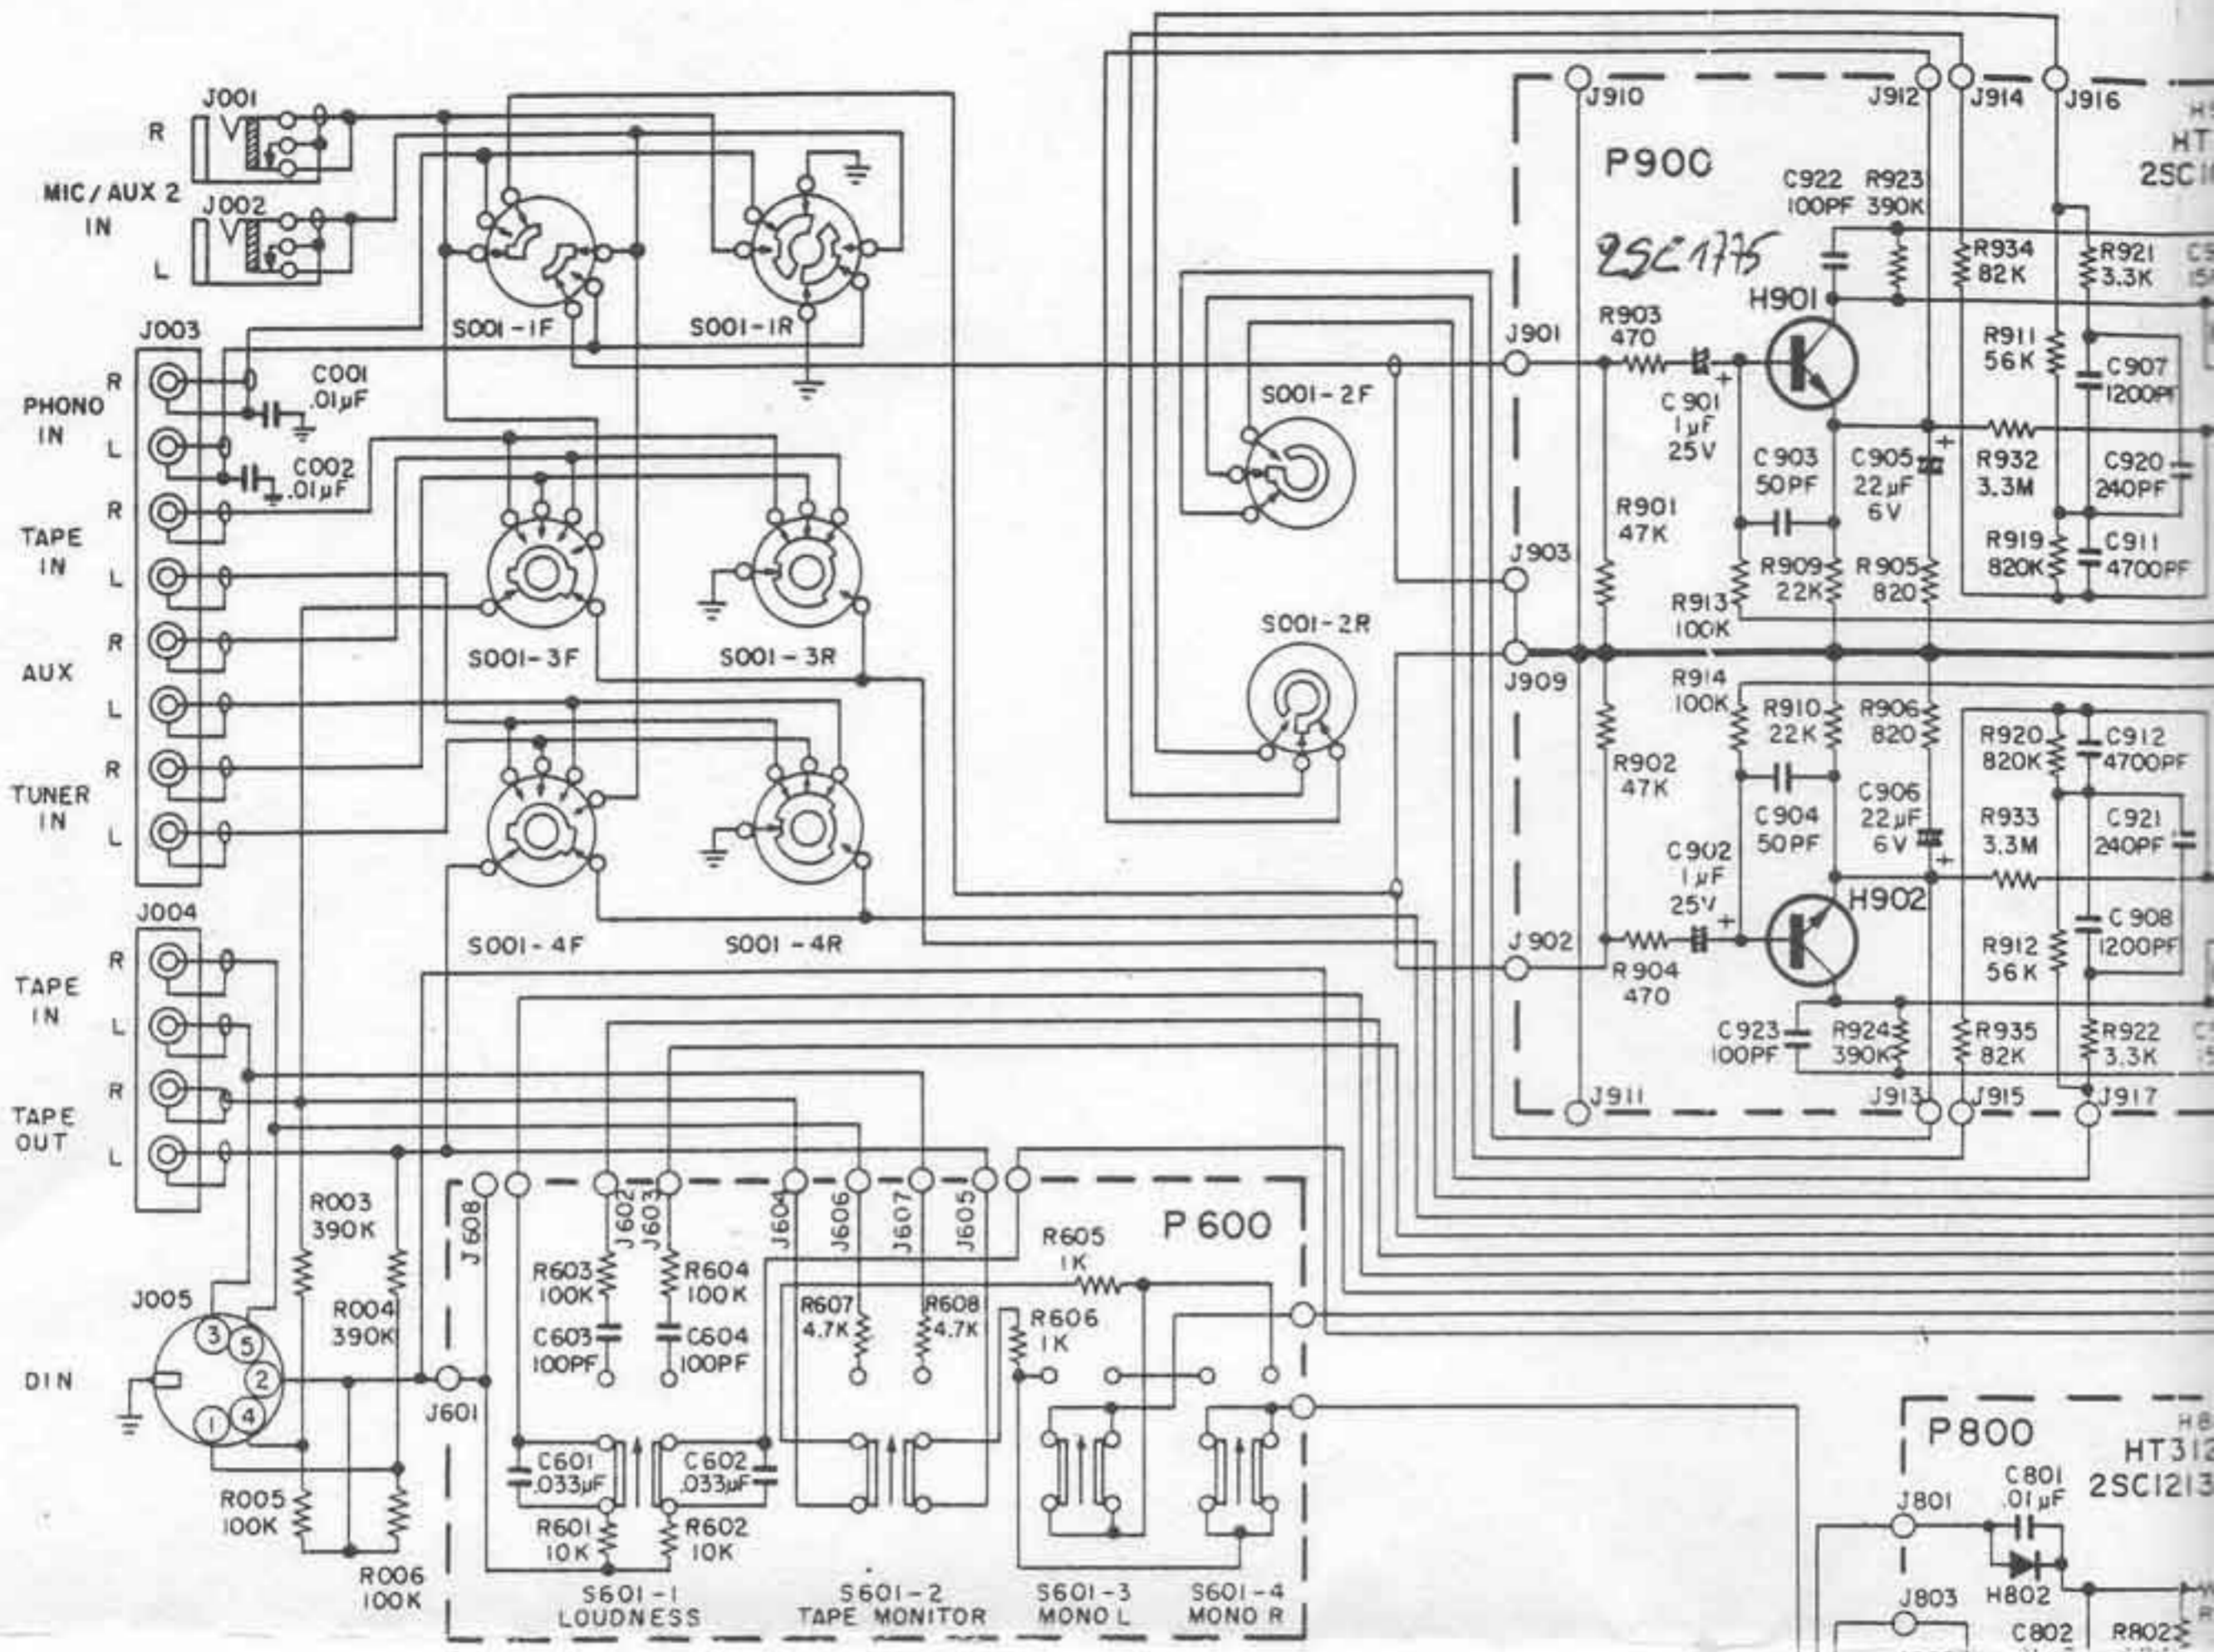 J001
R
MIC/AUX 2
IN
J002
L
J003
R
PHONO
IN
L
C001
.01µF
C002
.01µF
R
TAPE
IN
L
R
AUX
L
R
TUNER
IN
L
J004
R
TAPE
IN
L
R
TAPE
OUT
L
S001-1F
S001-1R
S001-3F
S001-3R
S001-4F
S001-4R
S001-2F
S001-2R
R003
390K
R004
390K
J005
3
5
2
4
1
DIN
R005
100K
R006
100K
J601
J608
J602
J603
J604
J606
J607
J605
P600
R603
100K
R604
100K
C603
100PF
C604
100PF
R607
4.7K
R608
4.7K
R605
1K
R606
1K
C601
.033µF
C602
.033µF
R601
10K
R602
10K
S601-1
LOUDNESS
S601-2
TAPE MONITOR
S601-3
MONO L
S601-4
MONO R
J910
J912
J914
J916
P900
2SC1775
HT
C922
100PF
R923
390K
H901
R934
82K
R921
3.3K
J901
R903
470
R911
56K
C907
1200PF
C901
1µF
25V
+
C903
50PF
C905
22µF
6V
+
R932
3.3M
C920
240PF
R901
47K
J903
R919
820K
C911
4700PF
R909
22K
R905
820
R913
100K
J909
R914
100K
R910
22K
R906
820
R920
820K
C912
4700PF
R902
47K
C904
50PF
C906
22µF
6V
+
R933
3.3M
C921
240PF
C902
1µF
25V
+
H902
J902
R904
470
R912
56K
C908
1200PF
C923
100PF
R924
390K
R935
82K
R922
3.3K
J911
J913
J915
J917
P800
HT312
2SC1213
C801
.01µF
J801
H802
J803
C802
R802